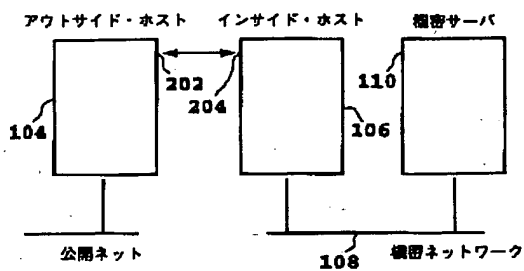 アウトサイド・ホスト
インサイド・ホスト
機密サーバ
202
204
110
104
106
公開ネット
108
機密ネットワーク